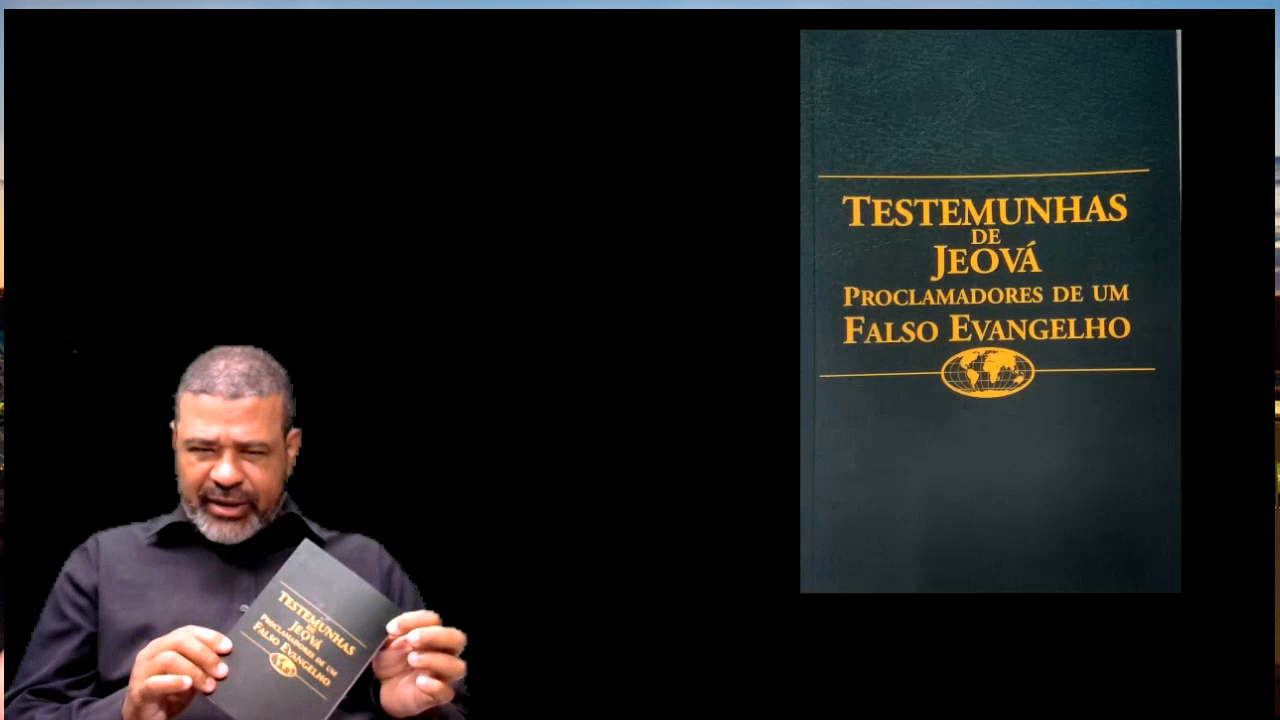 TESTEMUNHAS
DE
JEOVÁ
PROCLAMADORES DE UM
FALSO EVANGELHO
TESTEMUNHAS
DE
JEOVÁ
PROCLAMADORES DE UM
FALSO EVANGELHO